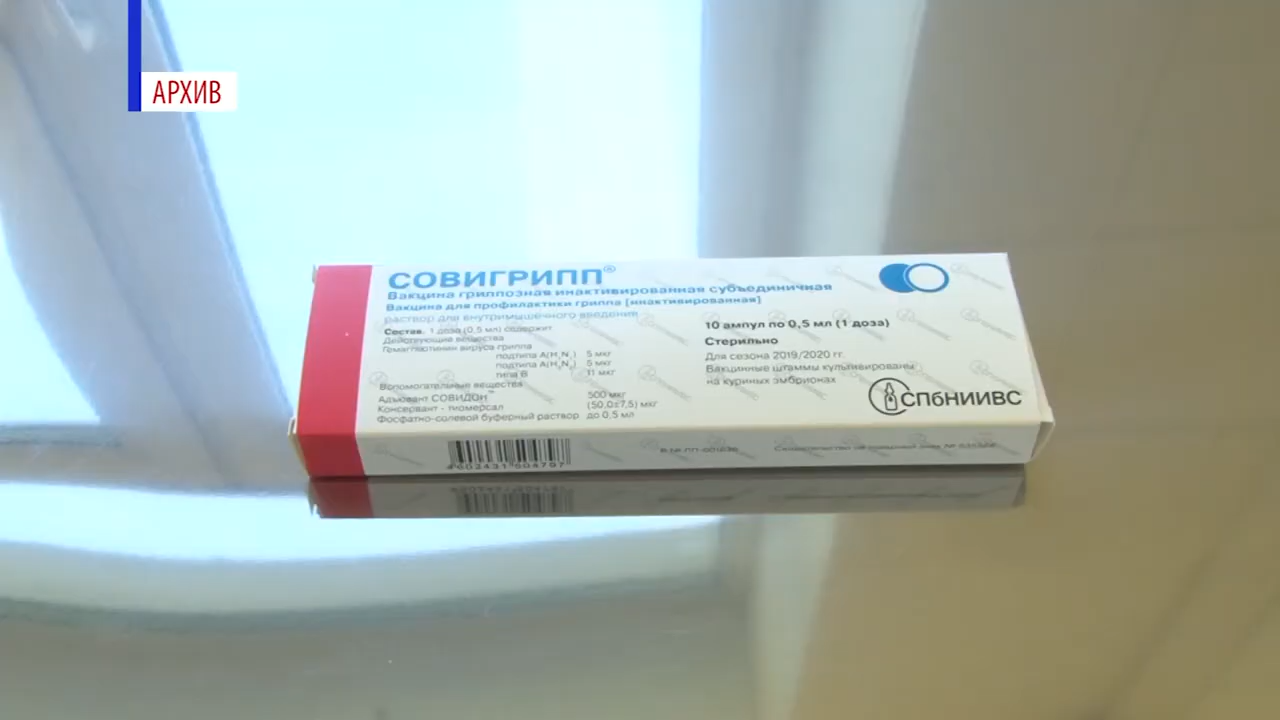 АРХИВ
СОВИГРИПП®
Вакцина гриппозная инактивированная субъединичная
Вакцина для профилактики гриппа [инактивированная]
раствор для внутримышечного введения
Состав. 1 доза (0,5 мл) содержит
Действующие вещества
Гемагглютинин вируса гриппа
подтипа A(H₁N₁) 5 мкг
подтипа A(H₃N₂) 5 мкг
типа B 11 мкг
Вспомогательные вещества
Адъювант СОВИДОН™ 500 мкг
Консервант - тиомерсал (50,0±7,5) мкг
Фосфатно-солевой буферный раствор до 0,5 мл
10 ампул по 0,5 мл (1 доза)
Стерильно
Для сезона 2019/2020 гг.
Вакцинные штаммы культивированы
на куриных эмбрионах
СПбНИИВС
4602431004797